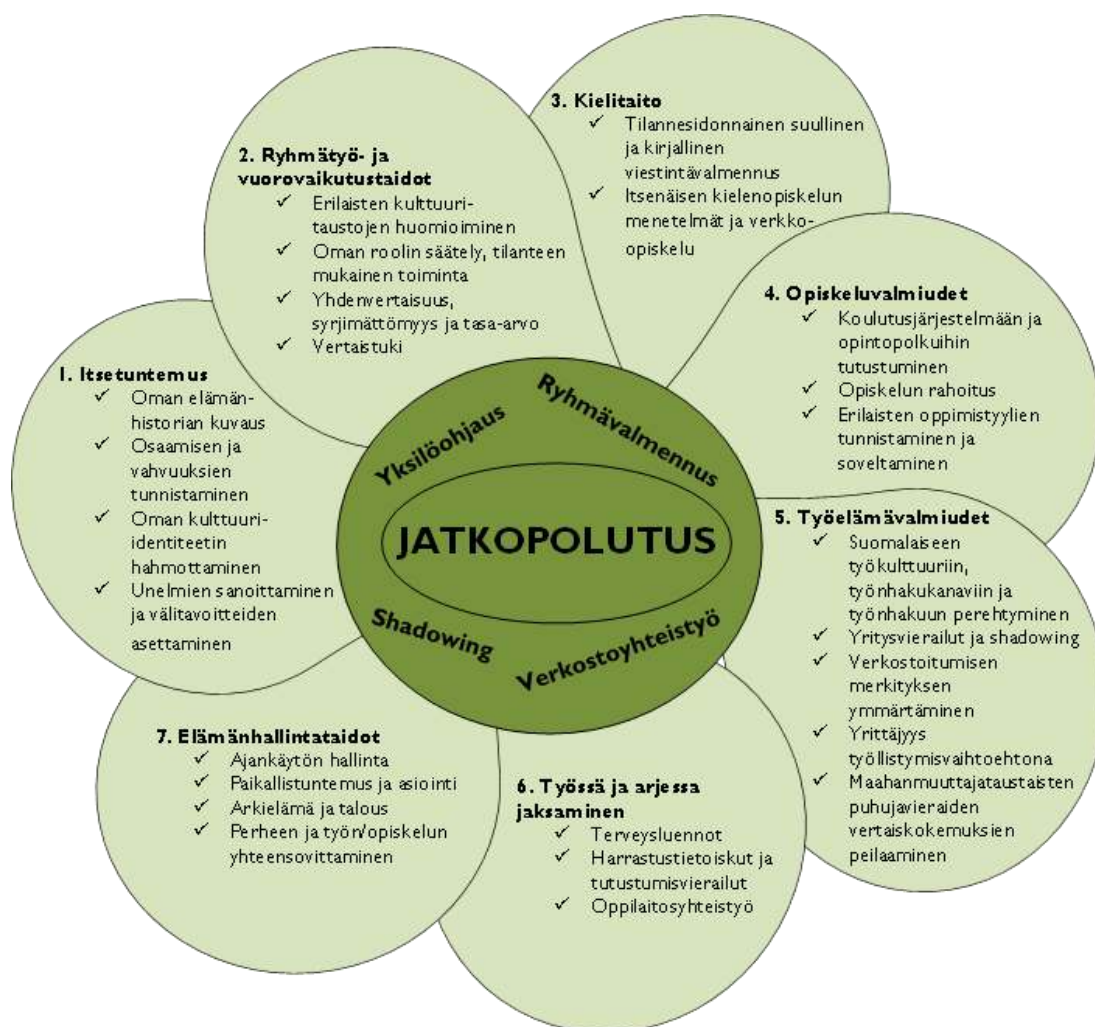 1. Itsetuntemus
✓ Oman elämän-
historian kuvaus
✓ Osaamisen ja
vahvuuksien
tunnistaminen
✓ Oman kulttuuri-
identiteetin
hahmottaminen
✓ Unelmien sanoittaminen
ja välitavoitteiden
asettaminen
2. Ryhmätyö- ja
vuorovaikutustaidot
✓ Erilaisten kulttuuri-
taustojen huomioiminen
✓ Oman roolin säätely, tilanteen
mukainen toiminta
✓ Yhdenvertaisuus,
syrjimättömyys ja tasa-arvo
✓ Vertaistuki
3. Kielitaito
✓ Tilannesidonnainen suullinen
ja kirjallinen
viestintävalmennus
✓ Itsenäisen kielenopiskelun
menetelmät ja verkko-
opiskelu
4. Opiskeluvalmiudet
✓ Koulutusjärjestelmään ja
opintopolkuihin
tutustuminen
✓ Opiskelun rahoitus
✓ Erilaisten oppimistyylien
tunnistaminen ja
soveltaminen
5. Työelämävalmiudet
✓ Suomalaiseen
työkulttuuriin,
työnhakukanaviin ja
työnhakuun perehtyminen
✓ Yritysvierailut ja shadowing
✓ Verkostoitumisen
merkityksen
ymmärtäminen
✓ Yrittäjyys
työllistymisvaihtoehtona
✓ Maahanmuuttajataustaisten
puhujavieraiden
vertaiskokemuksien
peilaaminen
6. Työssä ja arjessa
jaksaminen
✓ Terveysluennot
✓ Harrastustietoiskut ja
tutustumisvierailut
✓ Oppilaitosyhteistyö
7. Elämänhallintataidot
✓ Ajankäytön hallinta
✓ Paikallistuntemus ja asiointi
✓ Arkielämä ja talous
✓ Perheen ja työn/opiskelun
yhteensovittaminen
Yksilöohjaus
Ryhmävalmennus
JATKOPOLUTUS
Shadowing
Verkostoyhteistyö